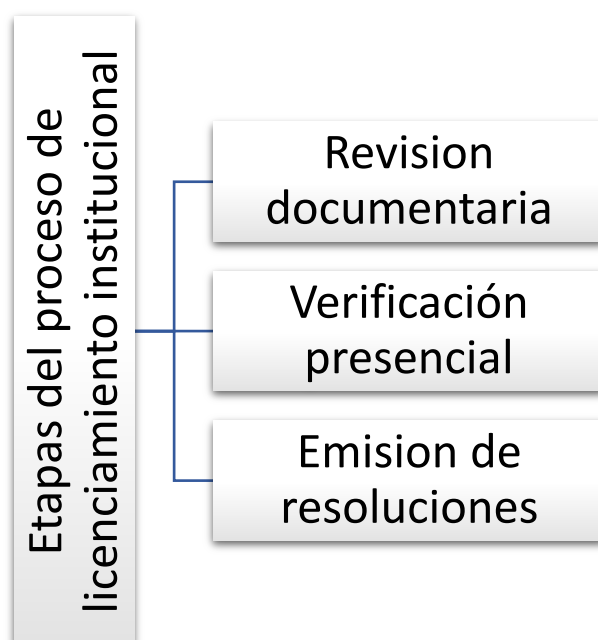 Etapas del proceso de
licenciamiento institucional
Revision
documentaria
Verificación
presencial
Emision de
resoluciones